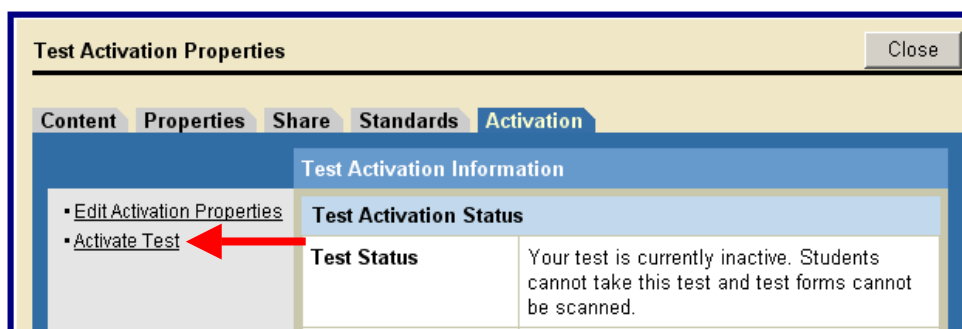 Test Activation Properties
Close
Content Properties Share Standards Activation
Test Activation Information
▪ Edit Activation Properties
▪ Activate Test
Test Activation Status
Test Status
Your test is currently inactive. Students
cannot take this test and test forms cannot
be scanned.